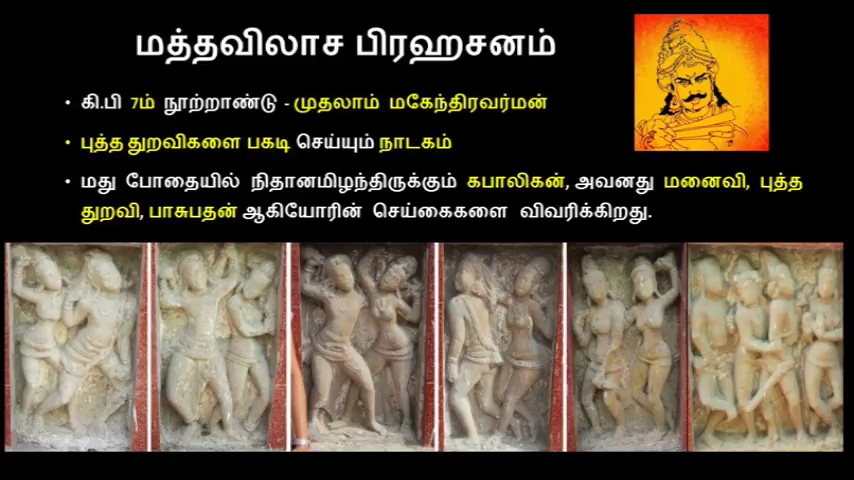 மத்தவிலாச பிரஹசனம்
• கி.பி 7ம் நூற்றாண்டு - முதலாம் மகேந்திரவர்மன்
• புத்த துறவிகளை பகடி செய்யும் நாடகம்
• மது போதையில் நிதானமிழந்திருக்கும் கபாலிகன், அவனது மனைவி, புத்த
துறவி, பாசுபதன் ஆகியோரின் செய்கைகளை விவரிக்கிறது.